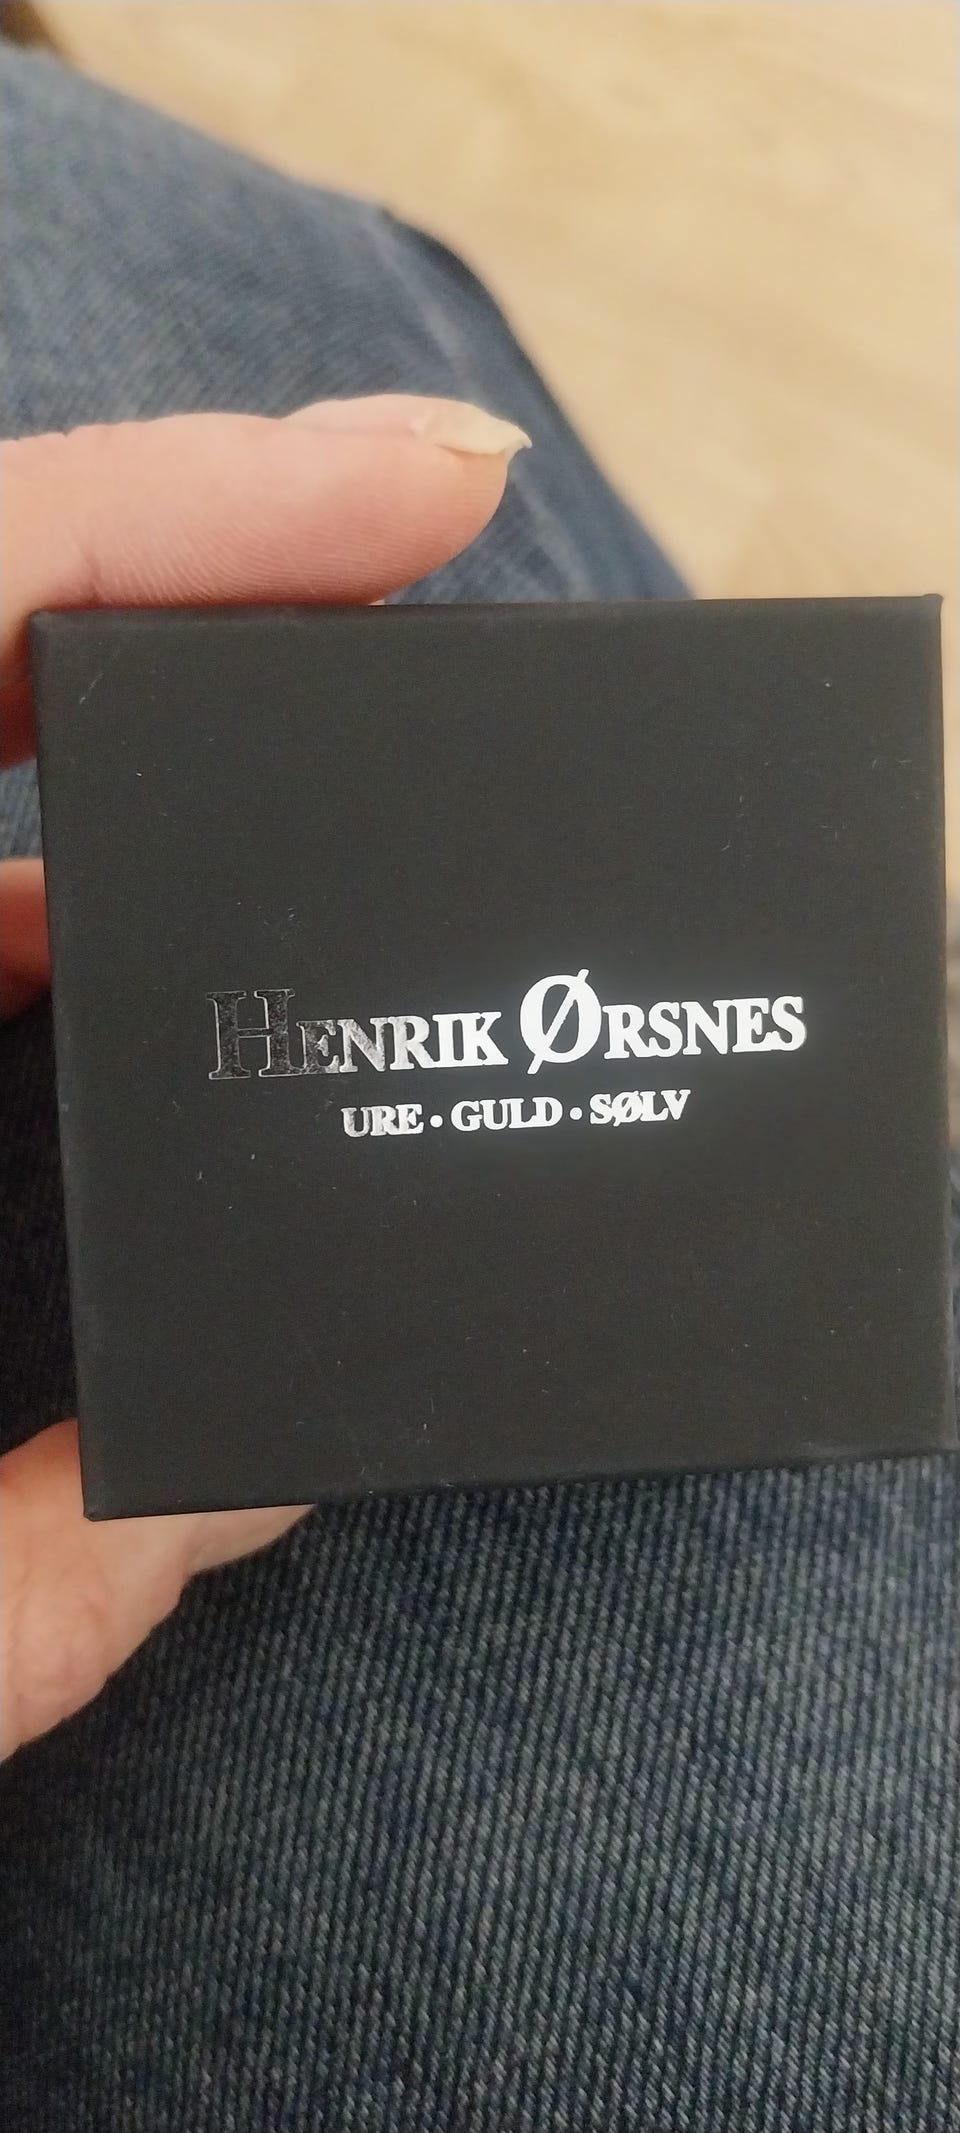 HENRIK ØRSNES
URE • GULD • SØLV